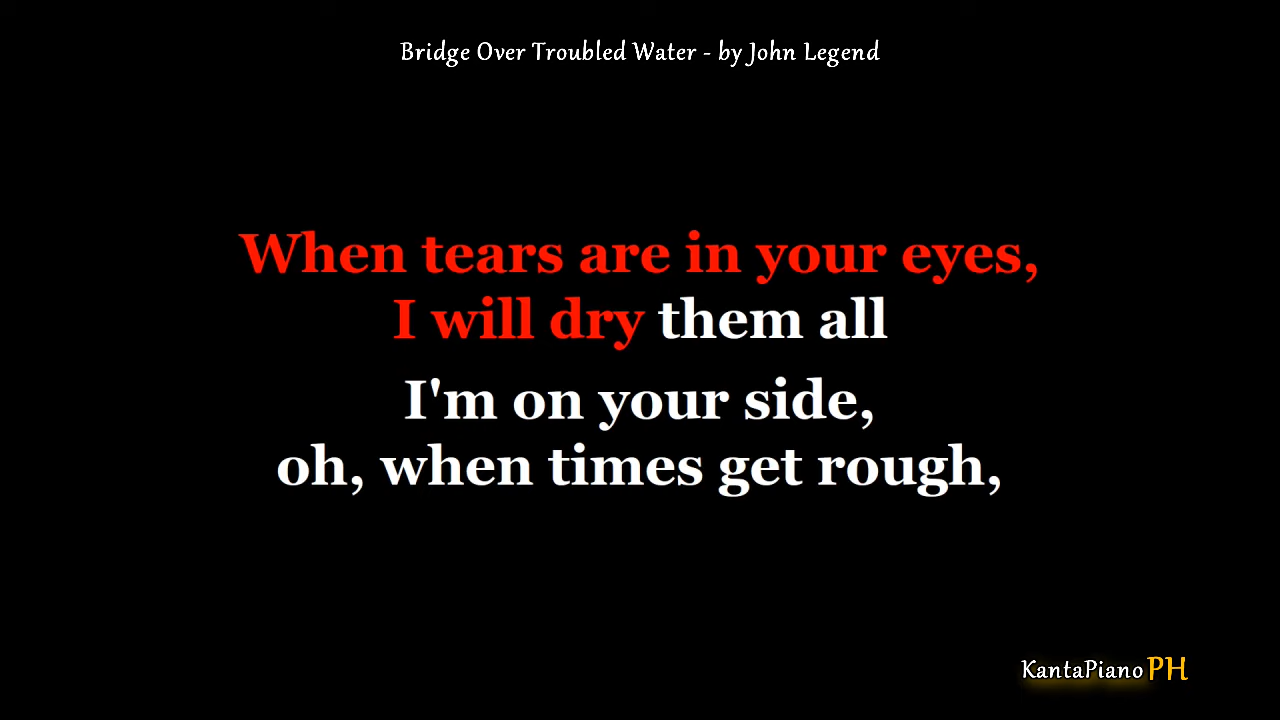 Bridge Over Troubled Water - by John Legend
When tears are in your eyes,
I will dry them all
I'm on your side,
oh, when times get rough,
KantaPiano PH